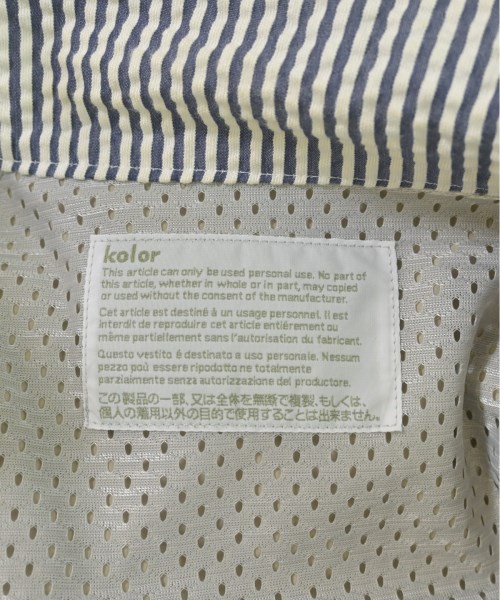 kolor
This article can only be used personal use. No part of
this article, whether in whole or in part, may copied
or used without the consent of the manufacturer.
Cet article est destiné à un usage personnel. Il est
interdit de reproduire cet article entiérement ou
même partiellement sans l'autorisation du fabricant.
Questo vestito é destinato a uso personale. Nessum
pezzo puó essere ripodotto ne totalmente
parziaimente senza autorizzazione del productore.
この製品の一部、又は全体を無断で複製、もしくは、
個人の着用以外の目的で使用することは出来ません。